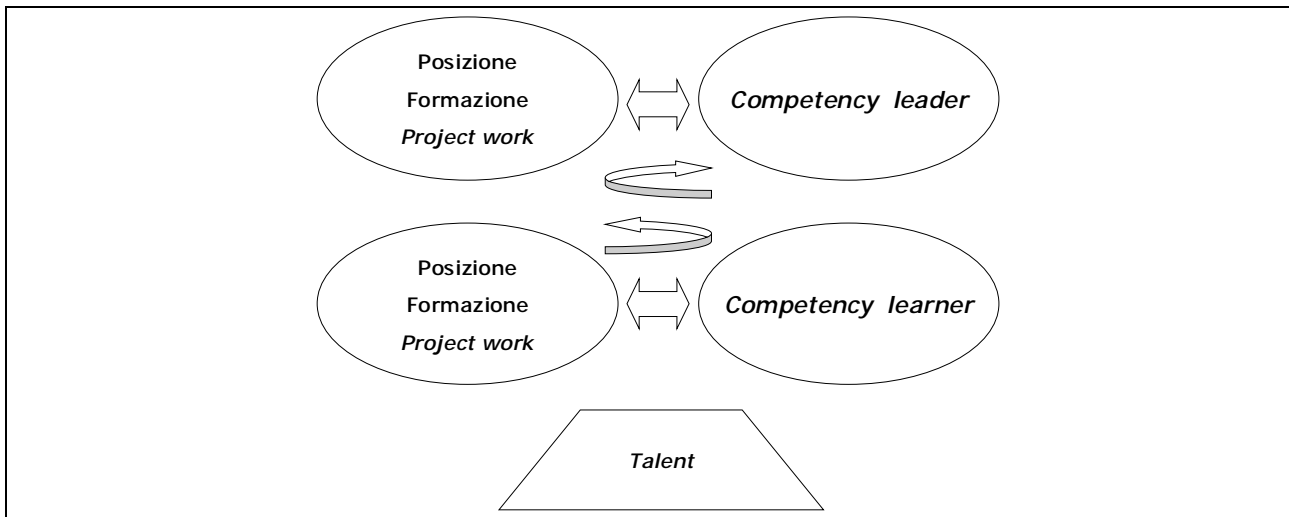 Posizione
Formazione
Project work
Competency leader
Posizione
Formazione
Project work
Competency learner
Talent